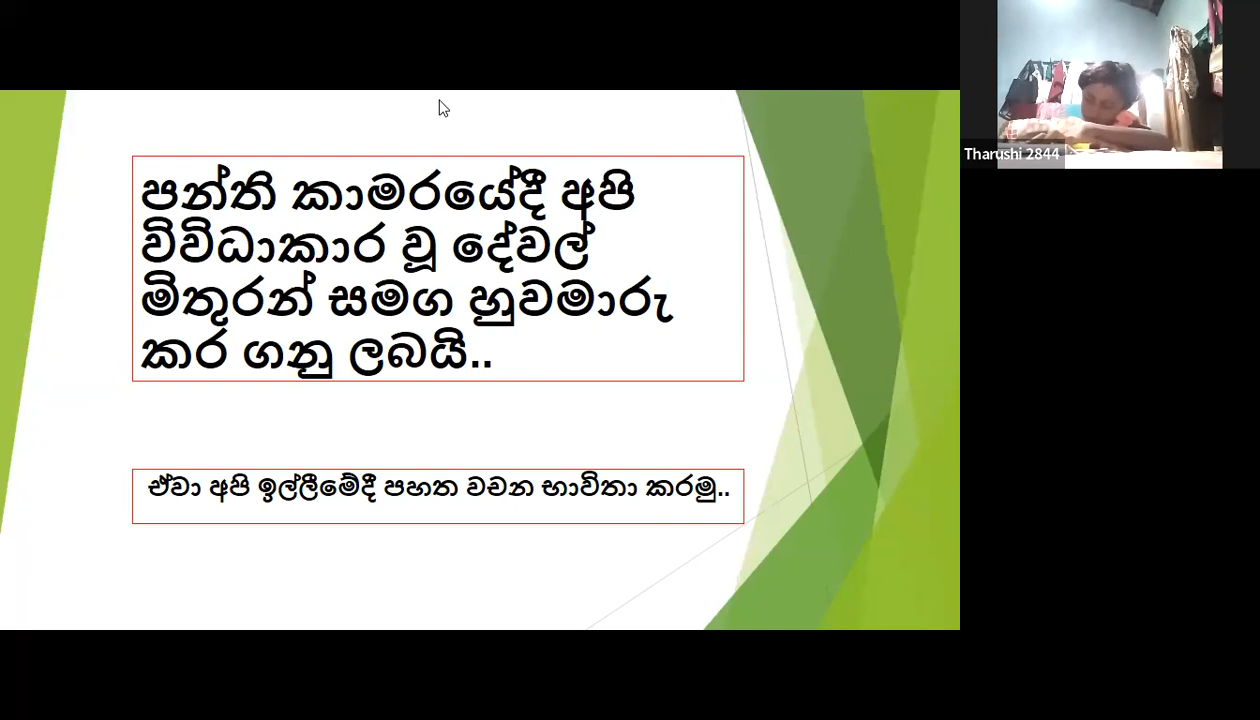 පන්ති කාමරයේදී අපි
විවිධාකාර වූ දේවල්
මිතුරන් සමග හුවමාරු
කර ගනු ලබයි..
ඒවා අපි ඉල්ලීමේදී පහත වචන භාවිතා කරමු..
Tharushi 2844